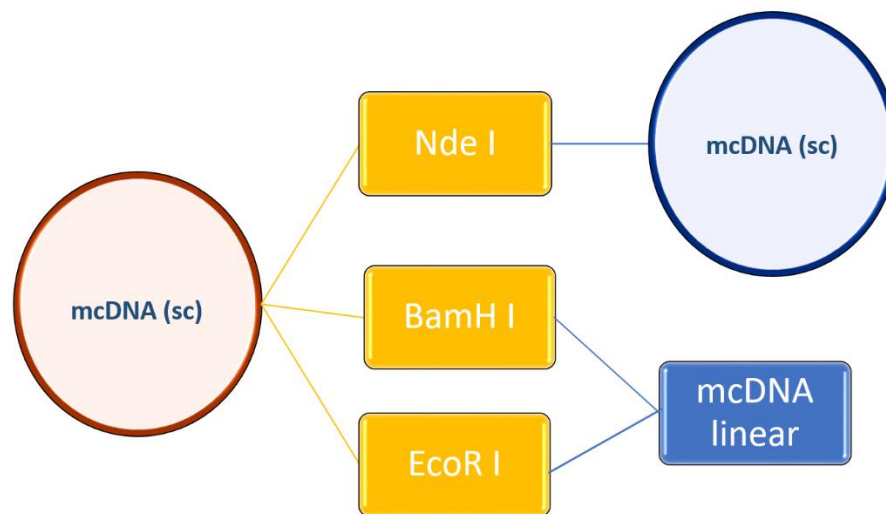 mcDNA (sc)
Nde I
BamH I
EcoR I
mcDNA (sc)
mcDNA
linear